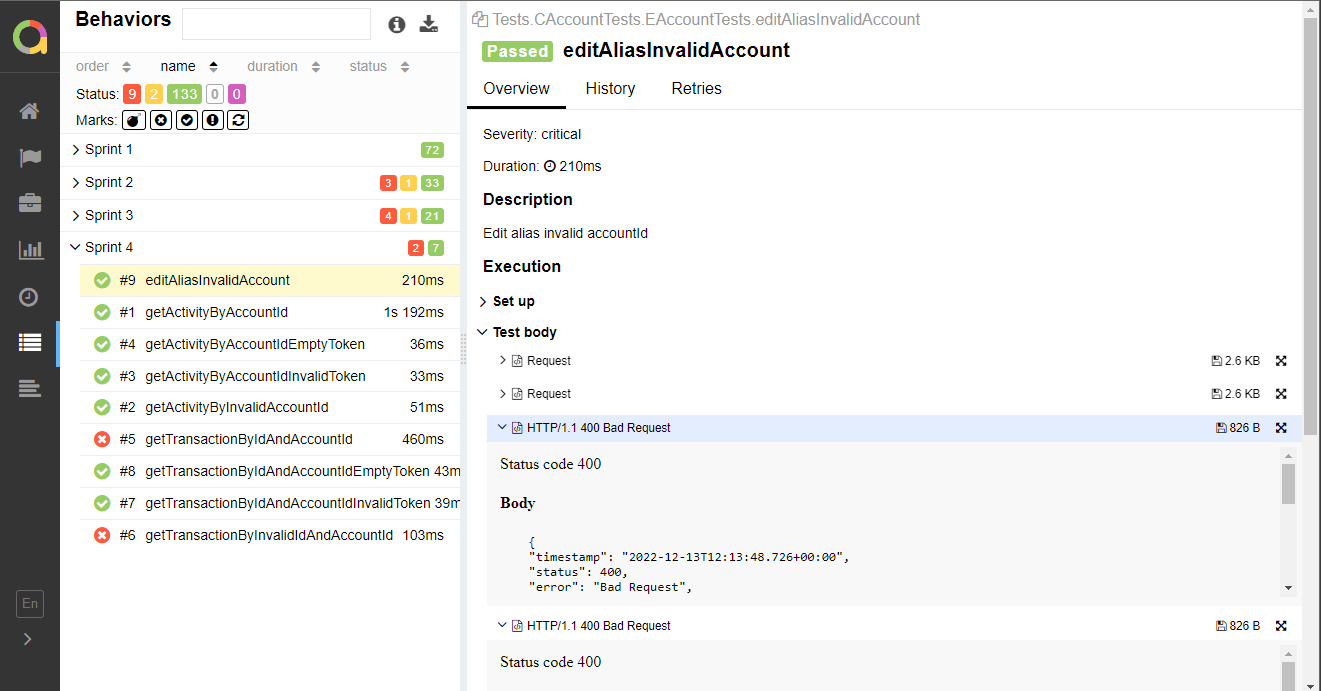 Behaviors
order name duration status
Status: 9 2 133 0 0
Marks:
Sprint 1 72
Sprint 2 3 1 33
Sprint 3 4 1 21
Sprint 4 2 7
#9 editAliasInvalidAccount 210ms
#1 getActivityByAccountId 1s 192ms
#4 getActivityByAccountIdEmptyToken 36ms
#3 getActivityByAccountIdInvalidToken 33ms
#2 getActivityByInvalidAccountId 51ms
#5 getTransactionByIdAndAccountId 460ms
#8 getTransactionByIdAndAccountIdEmptyToken 43m
#7 getTransactionByIdAndAccountIdInvalidToken 39m
#6 getTransactionByInvalidIdAndAccountId 103ms
En
Tests.CAccountTests.EAccountTests.editAliasInvalidAccount
Passed editAliasInvalidAccount
Overview History Retries
Severity: critical
Duration: 210ms
Description
Edit alias invalid accountId
Execution
Set up
Test body
Request 2.6 KB
Request 2.6 KB
HTTP/1.1 400 Bad Request 826 B
Status code 400
Body
{
"timestamp": "2022-12-13T12:13:48.726+00:00",
"status": 400,
"error": "Bad Request",
HTTP/1.1 400 Bad Request 826 B
Status code 400